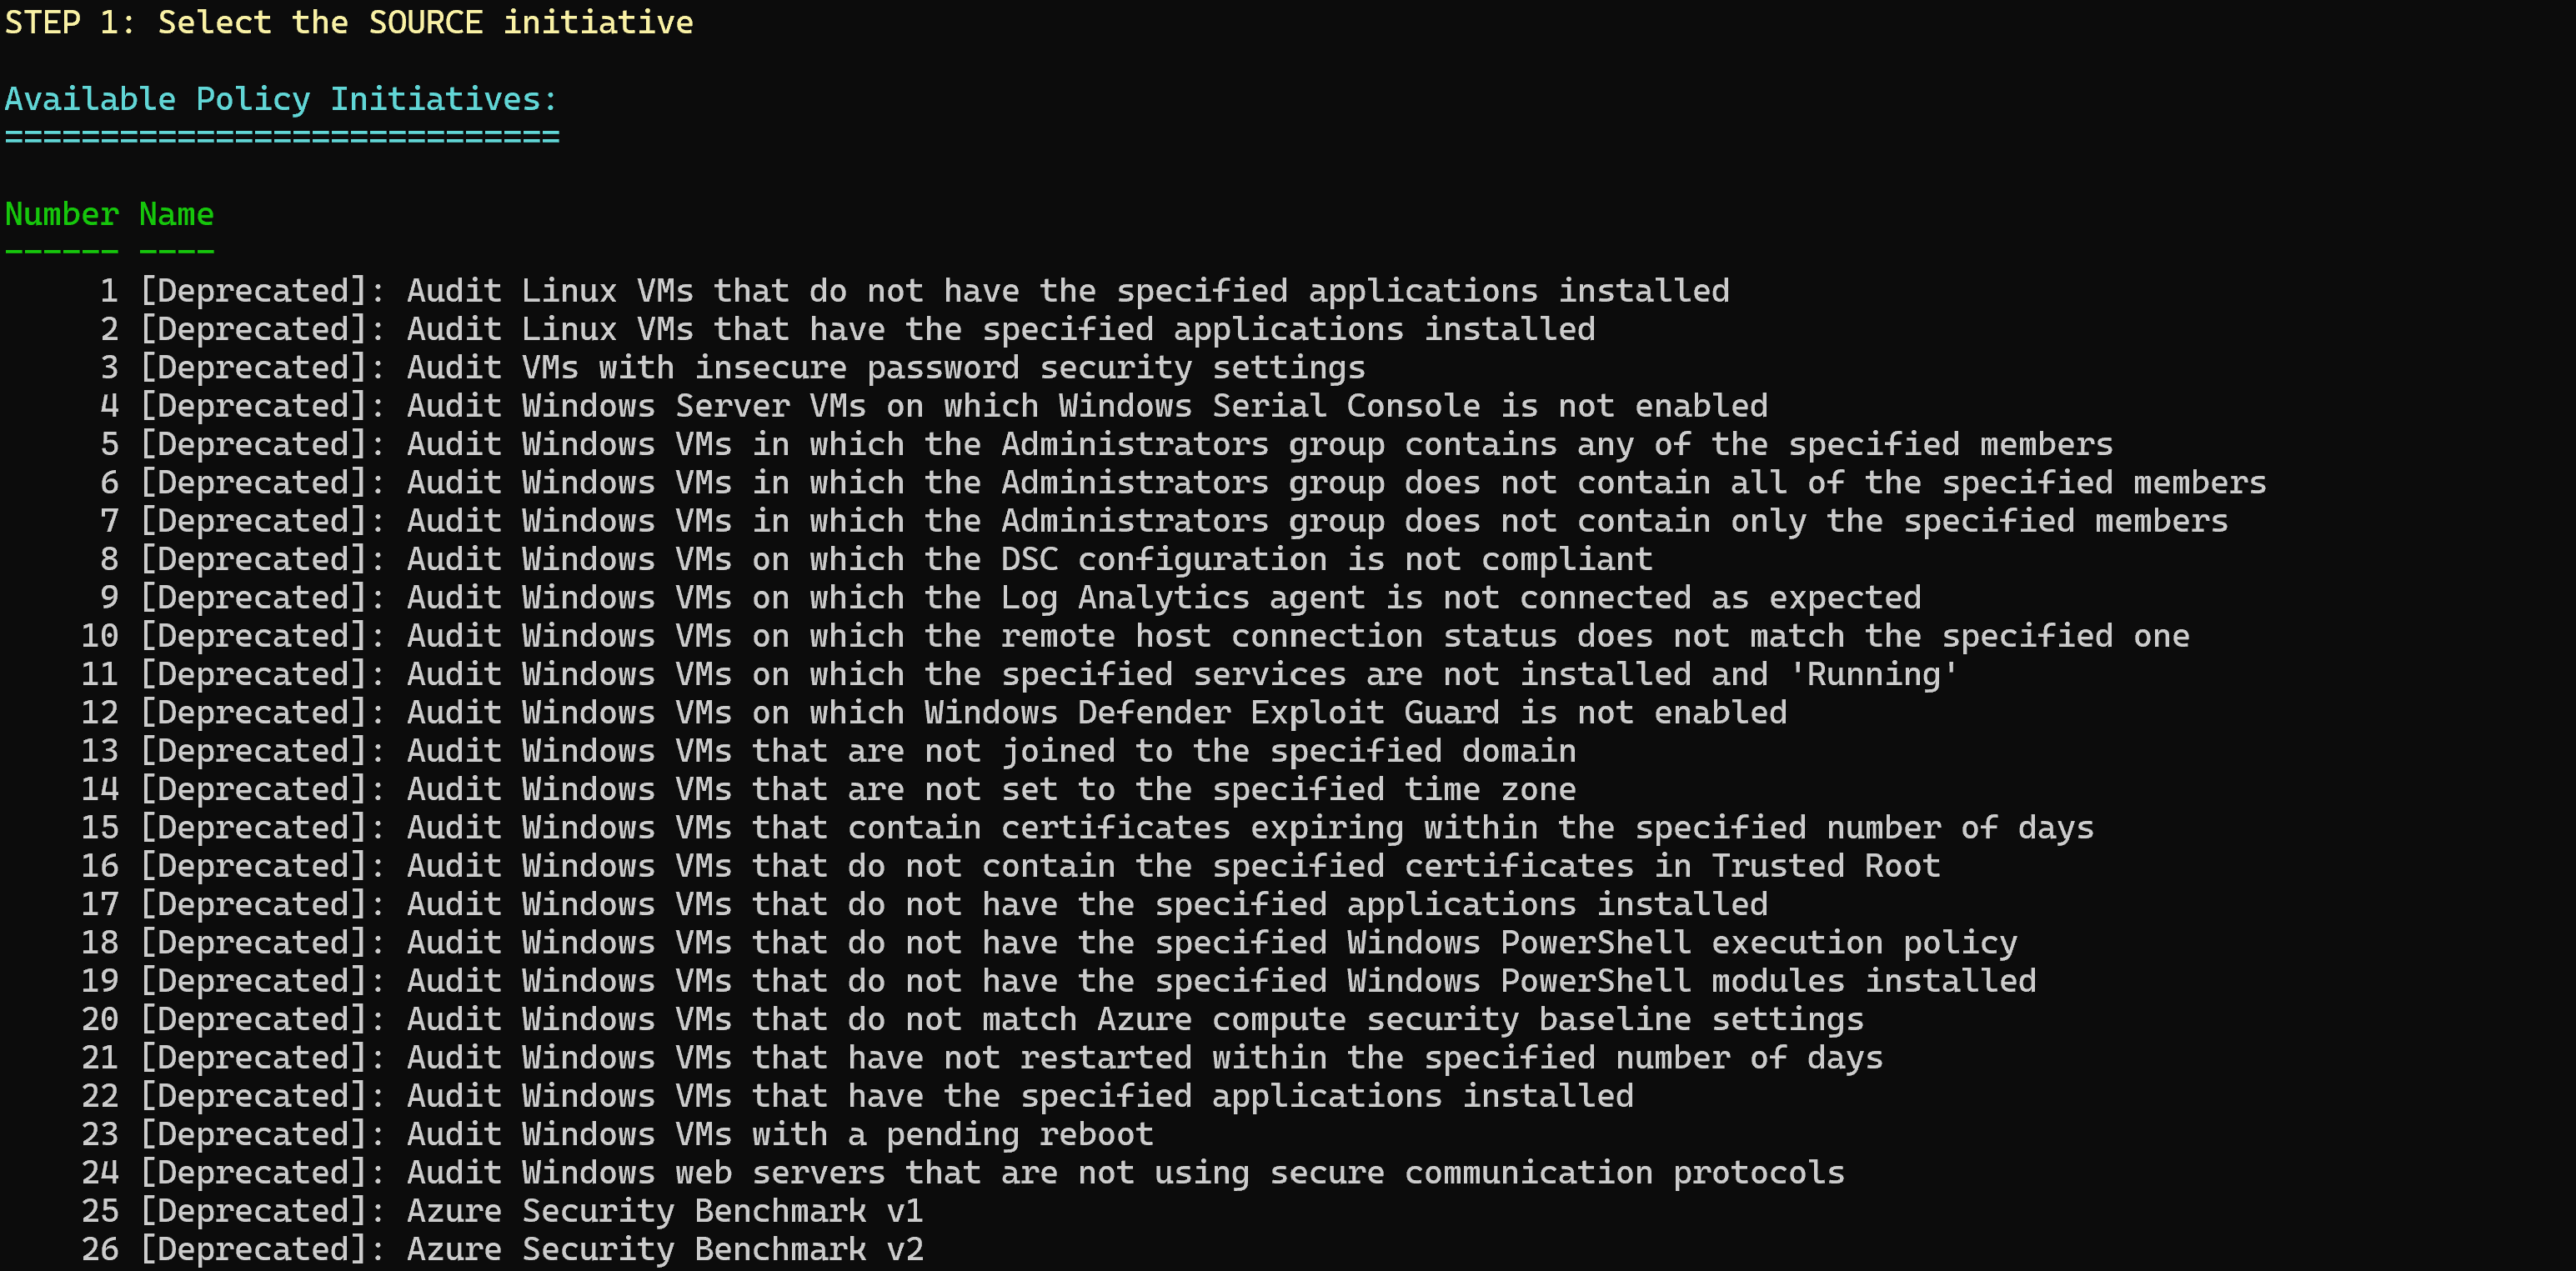 STEP 1: Select the SOURCE initiative
Available Policy Initiatives:
=============================
Number Name
------ ----
1 [Deprecated]: Audit Linux VMs that do not have the specified applications installed
2 [Deprecated]: Audit Linux VMs that have the specified applications installed
3 [Deprecated]: Audit VMs with insecure password security settings
4 [Deprecated]: Audit Windows Server VMs on which Windows Serial Console is not enabled
5 [Deprecated]: Audit Windows VMs in which the Administrators group contains any of the specified members
6 [Deprecated]: Audit Windows VMs in which the Administrators group does not contain all of the specified members
7 [Deprecated]: Audit Windows VMs in which the Administrators group does not contain only the specified members
8 [Deprecated]: Audit Windows VMs on which the DSC configuration is not compliant
9 [Deprecated]: Audit Windows VMs on which the Log Analytics agent is not connected as expected
10 [Deprecated]: Audit Windows VMs on which the remote host connection status does not match the specified one
11 [Deprecated]: Audit Windows VMs on which the specified services are not installed and 'Running'
12 [Deprecated]: Audit Windows VMs on which Windows Defender Exploit Guard is not enabled
13 [Deprecated]: Audit Windows VMs that are not joined to the specified domain
14 [Deprecated]: Audit Windows VMs that are not set to the specified time zone
15 [Deprecated]: Audit Windows VMs that contain certificates expiring within the specified number of days
16 [Deprecated]: Audit Windows VMs that do not contain the specified certificates in Trusted Root
17 [Deprecated]: Audit Windows VMs that do not have the specified applications installed
18 [Deprecated]: Audit Windows VMs that do not have the specified Windows PowerShell execution policy
19 [Deprecated]: Audit Windows VMs that do not have the specified Windows PowerShell modules installed
20 [Deprecated]: Audit Windows VMs that do not match Azure compute security baseline settings
21 [Deprecated]: Audit Windows VMs that have not restarted within the specified number of days
22 [Deprecated]: Audit Windows VMs that have the specified applications installed
23 [Deprecated]: Audit Windows VMs with a pending reboot
24 [Deprecated]: Audit Windows web servers that are not using secure communication protocols
25 [Deprecated]: Azure Security Benchmark v1
26 [Deprecated]: Azure Security Benchmark v2